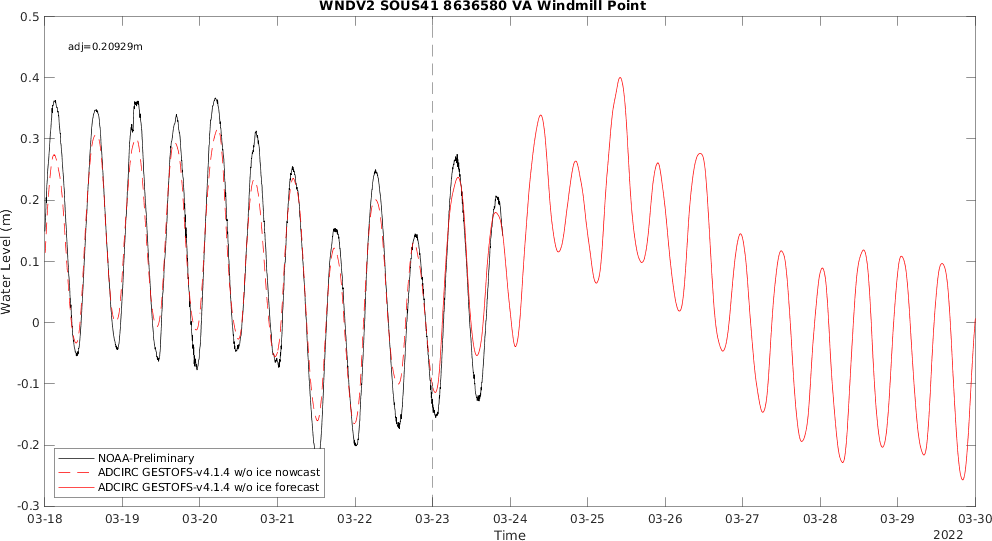 WNDV2 SOUS41 8636580 VA Windmill Point
adj=0.20929m
Water Level (m)
0.5
0.4
0.3
0.2
0.1
0
-0.1
-0.2
-0.3
NOAA-Preliminary
ADCIRC GESTOFS-v4.1.4 w/o ice nowcast
ADCIRC GESTOFS-v4.1.4 w/o ice forecast
03-18 03-19 03-20 03-21 03-22 03-23 03-24 03-25 03-26 03-27 03-28 03-29 03-30
Time
2022